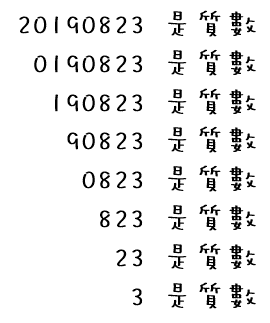 20190823 是 質 數
0190823 是 質 數
190823 是 質 數
90823 是 質 數
0823 是 質 數
823 是 質 數
23 是 質 數
3 是 質 數